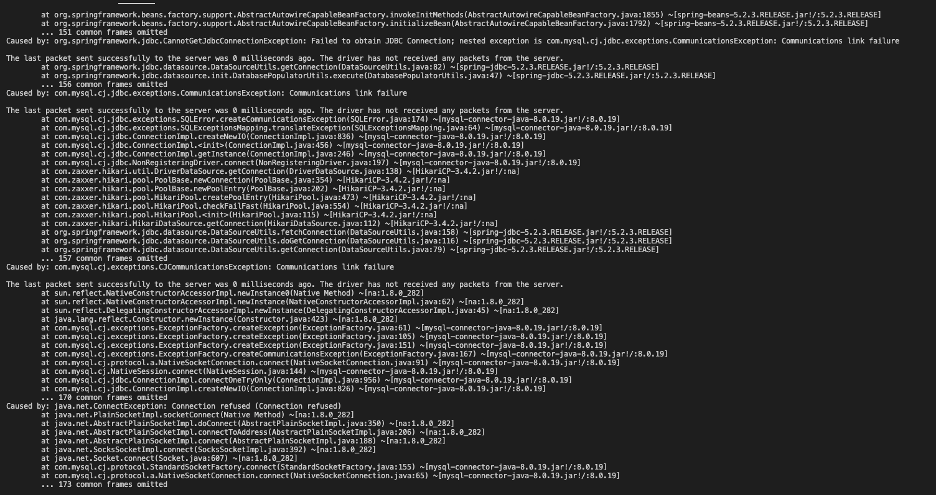 at org.springframework.beans.factory.support.AbstractAutowireCapableBeanFactory.invokeInitMethods(AbstractAutowireCapableBeanFactory.java:1855) ~[spring-beans-5.2.3.RELEASE.jar!/:5.2.3.RELEASE]
at org.springframework.beans.factory.support.AbstractAutowireCapableBeanFactory.initializeBean(AbstractAutowireCapableBeanFactory.java:1792) ~[spring-beans-5.2.3.RELEASE.jar!/:5.2.3.RELEASE]
... 151 common frames omitted
Caused by: org.springframework.jdbc.CannotGetJdbcConnectionException: Failed to obtain JDBC Connection; nested exception is com.mysql.cj.jdbc.exceptions.CommunicationsException: Communications link failure
The last packet sent successfully to the server was 0 milliseconds ago. The driver has not received any packets from the server.
at org.springframework.jdbc.datasource.DataSourceUtils.getConnection(DataSourceUtils.java:82) ~[spring-jdbc-5.2.3.RELEASE.jar!/:5.2.3.RELEASE]
at org.springframework.jdbc.datasource.init.DatabasePopulatorUtils.execute(DatabasePopulatorUtils.java:47) ~[spring-jdbc-5.2.3.RELEASE.jar!/:5.2.3.RELEASE]
... 156 common frames omitted
Caused by: com.mysql.cj.jdbc.exceptions.CommunicationsException: Communications link failure
The last packet sent successfully to the server was 0 milliseconds ago. The driver has not received any packets from the server.
at com.mysql.cj.jdbc.exceptions.SQLError.createCommunicationsException(SQLError.java:174) ~[mysql-connector-java-8.0.19.jar!/:8.0.19]
at com.mysql.cj.jdbc.exceptions.SQLExceptionsMapping.translateException(SQLExceptionsMapping.java:64) ~[mysql-connector-java-8.0.19.jar!/:8.0.19]
at com.mysql.cj.jdbc.ConnectionImpl.createNewIO(ConnectionImpl.java:836) ~[mysql-connector-java-8.0.19.jar!/:8.0.19]
at com.mysql.cj.jdbc.ConnectionImpl.<init>(ConnectionImpl.java:456) ~[mysql-connector-java-8.0.19.jar!/:8.0.19]
at com.mysql.cj.jdbc.ConnectionImpl.getInstance(ConnectionImpl.java:246) ~[mysql-connector-java-8.0.19.jar!/:8.0.19]
at com.mysql.cj.jdbc.NonRegisteringDriver.connect(NonRegisteringDriver.java:197) ~[mysql-connector-java-8.0.19.jar!/:8.0.19]
at com.zaxxer.hikari.util.DriverDataSource.getConnection(DriverDataSource.java:138) ~[HikariCP-3.4.2.jar!/:na]
at com.zaxxer.hikari.pool.PoolBase.newConnection(PoolBase.java:354) ~[HikariCP-3.4.2.jar!/:na]
at com.zaxxer.hikari.pool.PoolBase.newPoolEntry(PoolBase.java:202) ~[HikariCP-3.4.2.jar!/:na]
at com.zaxxer.hikari.pool.HikariPool.createPoolEntry(HikariPool.java:473) ~[HikariCP-3.4.2.jar!/:na]
at com.zaxxer.hikari.pool.HikariPool.checkFailFast(HikariPool.java:554) ~[HikariCP-3.4.2.jar!/:na]
at com.zaxxer.hikari.pool.HikariPool.<init>(HikariPool.java:115) ~[HikariCP-3.4.2.jar!/:na]
at com.zaxxer.hikari.HikariDataSource.getConnection(HikariDataSource.java:112) ~[HikariCP-3.4.2.jar!/:na]
at org.springframework.jdbc.datasource.DataSourceUtils.fetchConnection(DataSourceUtils.java:158) ~[spring-jdbc-5.2.3.RELEASE.jar!/:5.2.3.RELEASE]
at org.springframework.jdbc.datasource.DataSourceUtils.doGetConnection(DataSourceUtils.java:116) ~[spring-jdbc-5.2.3.RELEASE.jar!/:5.2.3.RELEASE]
at org.springframework.jdbc.datasource.DataSourceUtils.getConnection(DataSourceUtils.java:79) ~[spring-jdbc-5.2.3.RELEASE.jar!/:5.2.3.RELEASE]
... 157 common frames omitted
Caused by: com.mysql.cj.exceptions.CJCommunicationsException: Communications link failure
The last packet sent successfully to the server was 0 milliseconds ago. The driver has not received any packets from the server.
at sun.reflect.NativeConstructorAccessorImpl.newInstance0(Native Method) ~[na:1.8.0_282]
at sun.reflect.NativeConstructorAccessorImpl.newInstance(NativeConstructorAccessorImpl.java:62) ~[na:1.8.0_282]
at sun.reflect.DelegatingConstructorAccessorImpl.newInstance(DelegatingConstructorAccessorImpl.java:45) ~[na:1.8.0_282]
at java.lang.reflect.Constructor.newInstance(Constructor.java:423) ~[na:1.8.0_282]
at com.mysql.cj.exceptions.ExceptionFactory.createException(ExceptionFactory.java:61) ~[mysql-connector-java-8.0.19.jar!/:8.0.19]
at com.mysql.cj.exceptions.ExceptionFactory.createException(ExceptionFactory.java:105) ~[mysql-connector-java-8.0.19.jar!/:8.0.19]
at com.mysql.cj.exceptions.ExceptionFactory.createException(ExceptionFactory.java:151) ~[mysql-connector-java-8.0.19.jar!/:8.0.19]
at com.mysql.cj.exceptions.ExceptionFactory.createCommunicationsException(ExceptionFactory.java:167) ~[mysql-connector-java-8.0.19.jar!/:8.0.19]
at com.mysql.cj.protocol.a.NativeSocketConnection.connect(NativeSocketConnection.java:91) ~[mysql-connector-java-8.0.19.jar!/:8.0.19]
at com.mysql.cj.NativeSession.connect(NativeSession.java:144) ~[mysql-connector-java-8.0.19.jar!/:8.0.19]
at com.mysql.cj.jdbc.ConnectionImpl.connectOneTryOnly(ConnectionImpl.java:956) ~[mysql-connector-java-8.0.19.jar!/:8.0.19]
at com.mysql.cj.jdbc.ConnectionImpl.createNewIO(ConnectionImpl.java:826) ~[mysql-connector-java-8.0.19.jar!/:8.0.19]
... 170 common frames omitted
Caused by: java.net.ConnectException: Connection refused (Connection refused)
at java.net.PlainSocketImpl.socketConnect(Native Method) ~[na:1.8.0_282]
at java.net.AbstractPlainSocketImpl.doConnect(AbstractPlainSocketImpl.java:350) ~[na:1.8.0_282]
at java.net.AbstractPlainSocketImpl.connectToAddress(AbstractPlainSocketImpl.java:206) ~[na:1.8.0_282]
at java.net.AbstractPlainSocketImpl.connect(AbstractPlainSocketImpl.java:188) ~[na:1.8.0_282]
at java.net.SocksSocketImpl.connect(SocksSocketImpl.java:392) ~[na:1.8.0_282]
at java.net.Socket.connect(Socket.java:607) ~[na:1.8.0_282]
at com.mysql.cj.protocol.StandardSocketFactory.connect(StandardSocketFactory.java:155) ~[mysql-connector-java-8.0.19.jar!/:8.0.19]
at com.mysql.cj.protocol.a.NativeSocketConnection.connect(NativeSocketConnection.java:65) ~[mysql-connector-java-8.0.19.jar!/:8.0.19]
... 173 common frames omitted